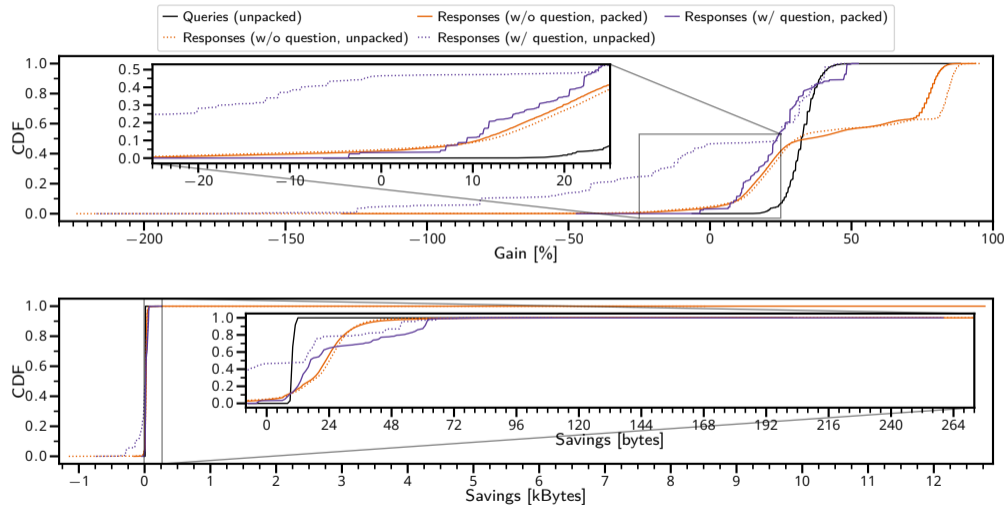 Queries (unpacked)
Responses (w/o question, packed)
Responses (w/ question, packed)
Responses (w/o question, unpacked)
Responses (w/ question, unpacked)
1.0
0.8
0.6
0.4
0.2
0.0
CDF
0.5
0.4
0.3
0.2
0.1
0.0
−20 −10 0 10 20
−200 −150 −100 −50 0 50 100
Gain [%]
1.0
0.8
0.6
0.4
0.2
0.0
CDF
1.0
0.8
0.6
0.4
0.2
0.0
0 24 48 72 96 120 144 168 192 216 240 264
Savings [bytes]
−1 0 1 2 3 4 5 6 7 8 9 10 11 12
Savings [kBytes]